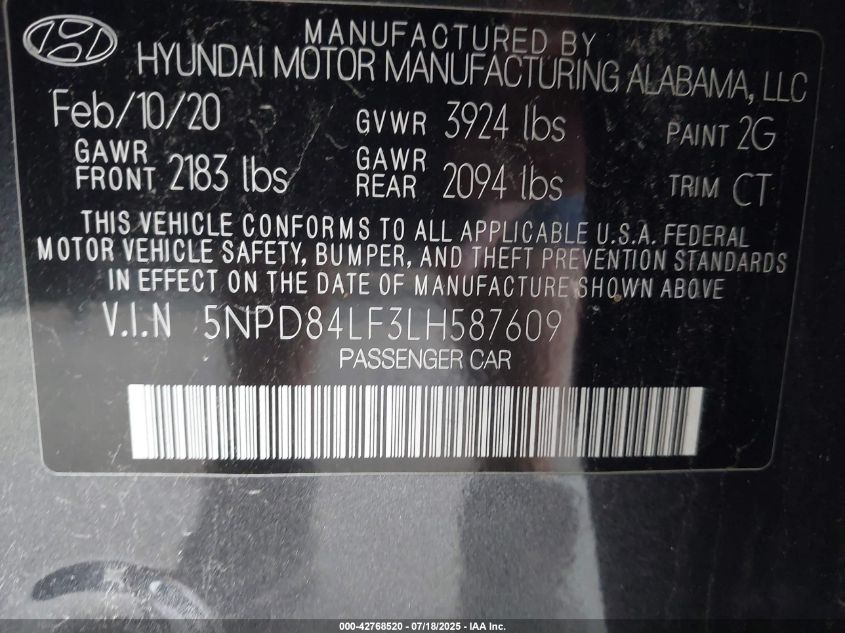 MANUFACTURED BY
HYUNDAI MOTOR MANUFACTURING ALABAMA, LLC
Feb/10/20 GVWR 3924 lbs PAINT 2G
GAWR FRONT 2183 lbs GAWR REAR 2094 lbs TRIM CT
THIS VEHICLE CONFORMS TO ALL APPLICABLE U.S.A. FEDERAL
MOTOR VEHICLE SAFETY, BUMPER, AND THEFT PREVENTION STANDARDS
IN EFFECT ON THE DATE OF MANUFACTURE SHOWN ABOVE
V.I.N 5NPD84LF3LH587609
PASSENGER CAR
000-42768520 - 07/18/2025 - IAA Inc.